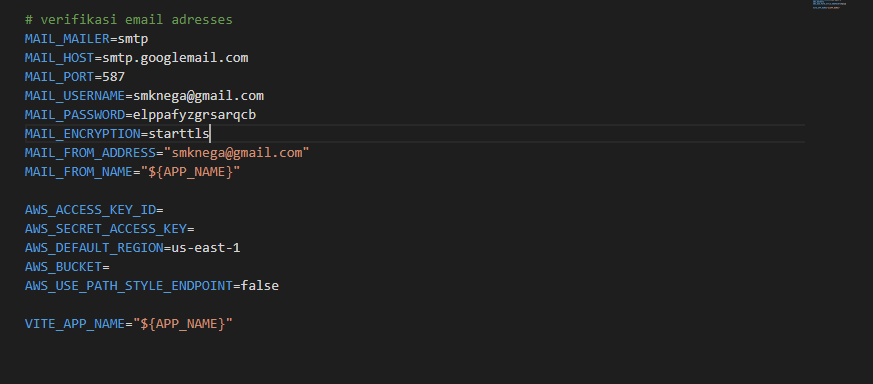 # verifikasi email adresses
MAIL_MAILER=smtp
MAIL_HOST=smtp.googlemail.com
MAIL_PORT=587
MAIL_USERNAME=smknega@gmail.com
MAIL_PASSWORD=elppafyzgrsarqcb
MAIL_ENCRYPTION=starttls
MAIL_FROM_ADDRESS="smknega@gmail.com"
MAIL_FROM_NAME="${APP_NAME}"
AWS_ACCESS_KEY_ID=
AWS_SECRET_ACCESS_KEY=
AWS_DEFAULT_REGION=us-east-1
AWS_BUCKET=
AWS_USE_PATH_STYLE_ENDPOINT=false
VITE_APP_NAME="${APP_NAME}"